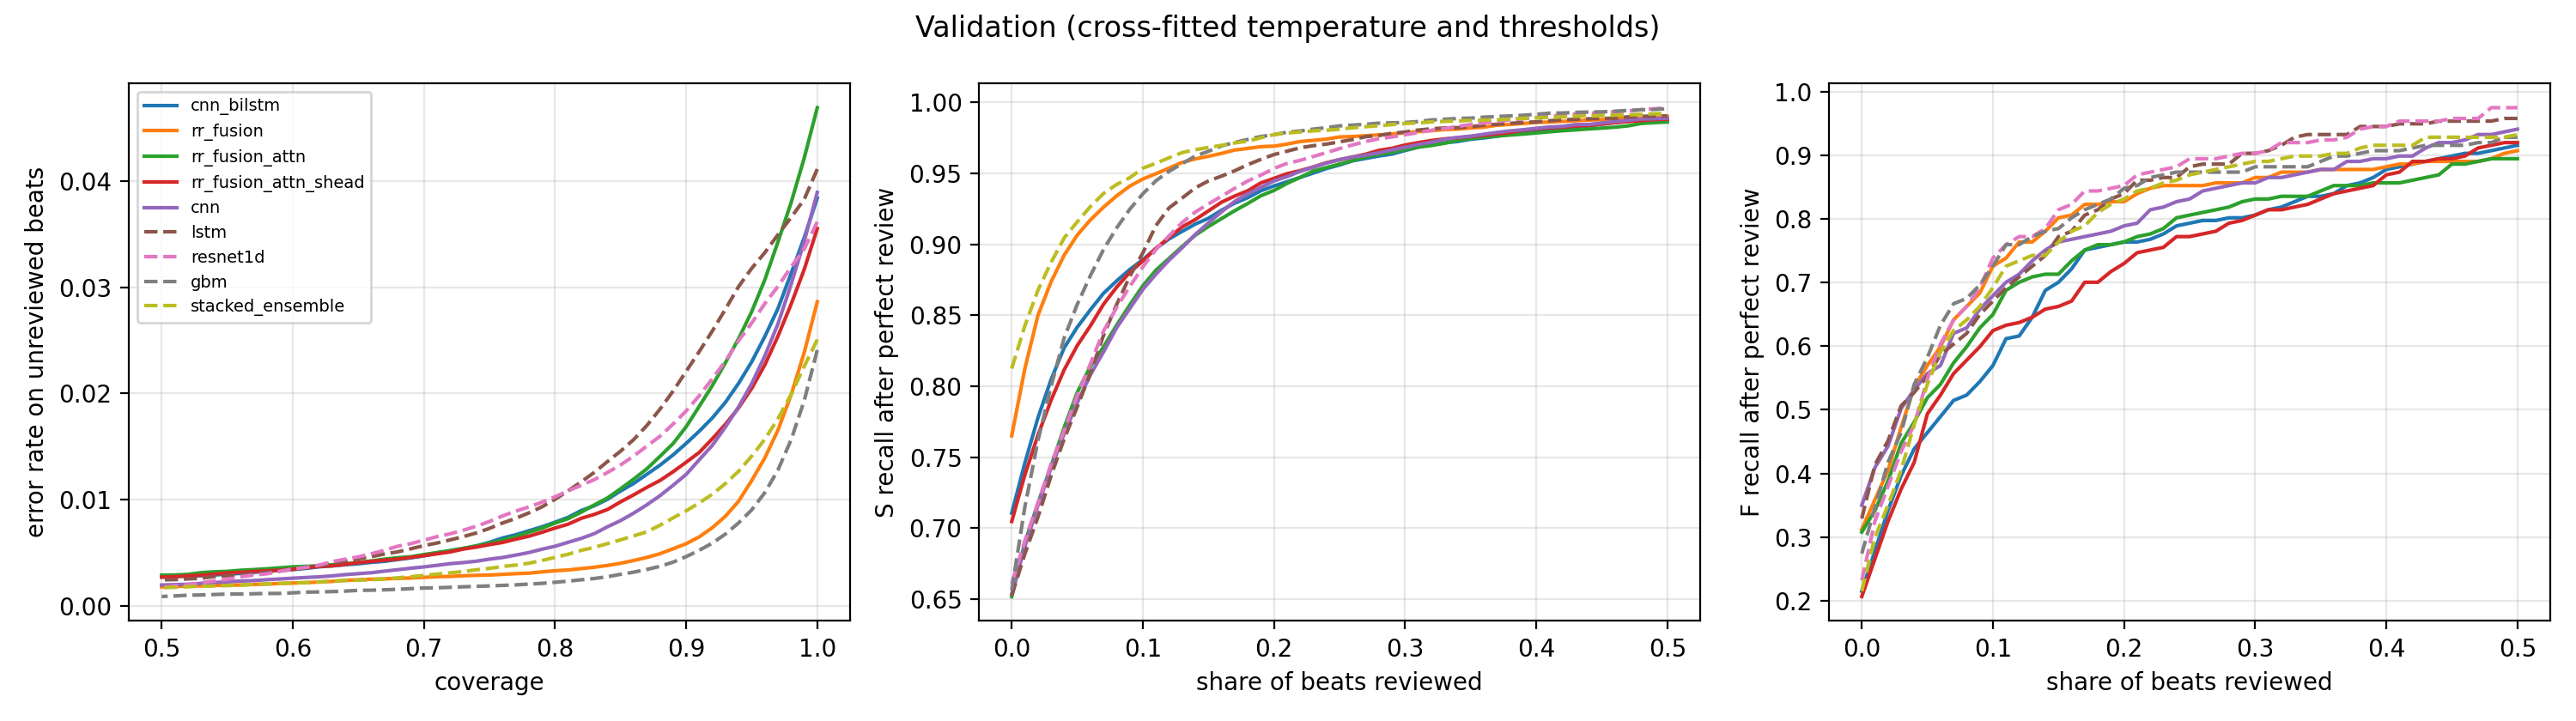 Validation (cross-fitted temperature and thresholds)
error rate on unreviewed beats
0.04
0.03
0.02
0.01
0.00
cnn_bilstm
rr_fusion
rr_fusion_attn
rr_fusion_attn_shead
cnn
lstm
resnet1d
gbm
stacked_ensemble
0.5 0.6 0.7 0.8 0.9 1.0
coverage
S recall after perfect review
1.00
0.95
0.90
0.85
0.80
0.75
0.70
0.65
0.0 0.1 0.2 0.3 0.4 0.5
share of beats reviewed
F recall after perfect review
1.0
0.9
0.8
0.7
0.6
0.5
0.4
0.3
0.2
0.0 0.1 0.2 0.3 0.4 0.5
share of beats reviewed